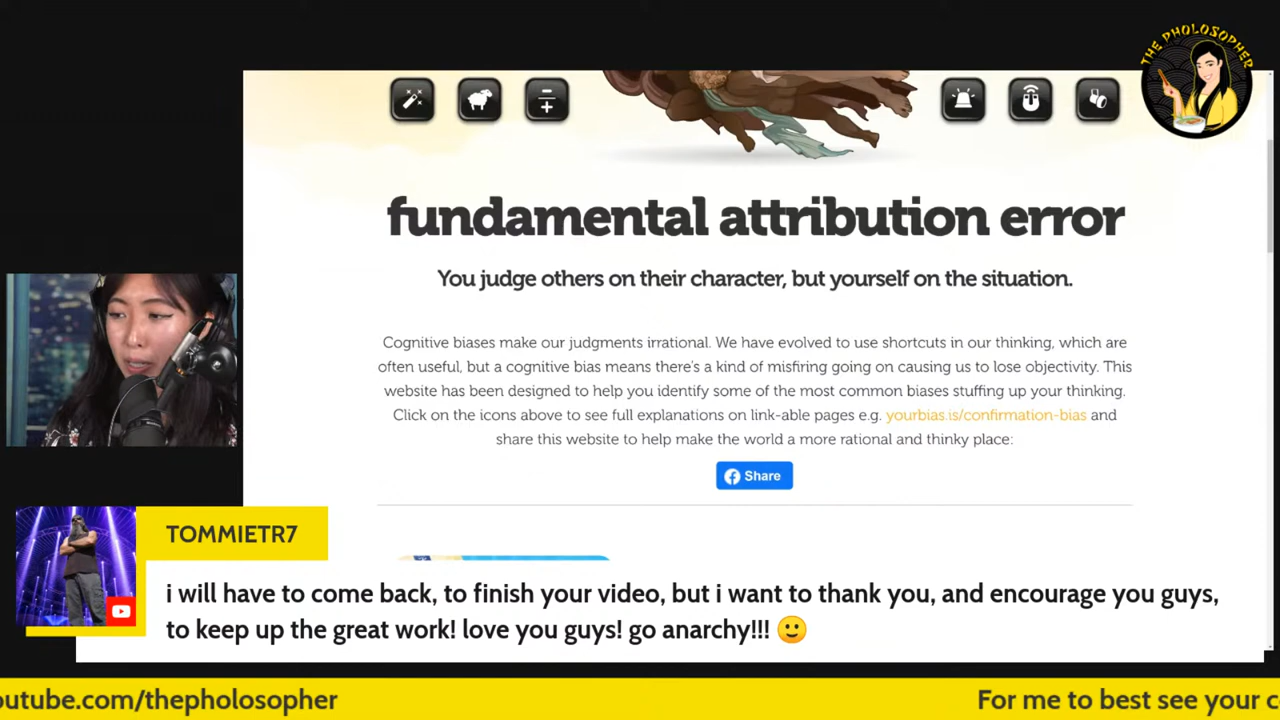 THE PHOLOSOPHER
fundamental attribution error
You judge others on their character, but yourself on the situation.
Cognitive biases make our judgments irrational. We have evolved to use shortcuts in our thinking, which are
often useful, but a cognitive bias means there's a kind of misfiring going on causing us to lose objectivity. This
website has been designed to help you identify some of the most common biases stuffing up your thinking.
Click on the icons above to see full explanations on link-able pages e.g. yourbias.is/confirmation-bias and
share this website to help make the world a more rational and thinky place:
Share
TOMMIETR7
i will have to come back, to finish your video, but i want to thank you, and encourage you guys,
to keep up the great work! love you guys! go anarchy!!! 🙂
outube.com/thepholosopher
For me to best see your c